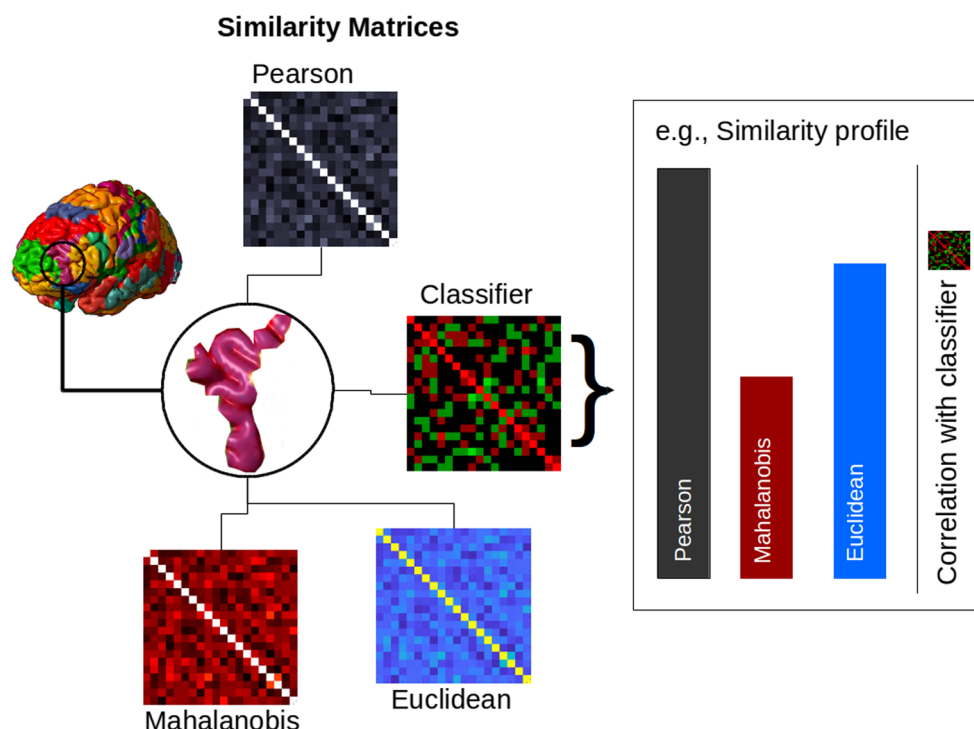 Similarity Matrices
Pearson
Classifier
Mahalanobis
Euclidean
e.g., Similarity profile
Pearson
Mahalanobis
Euclidean
Correlation with classifier